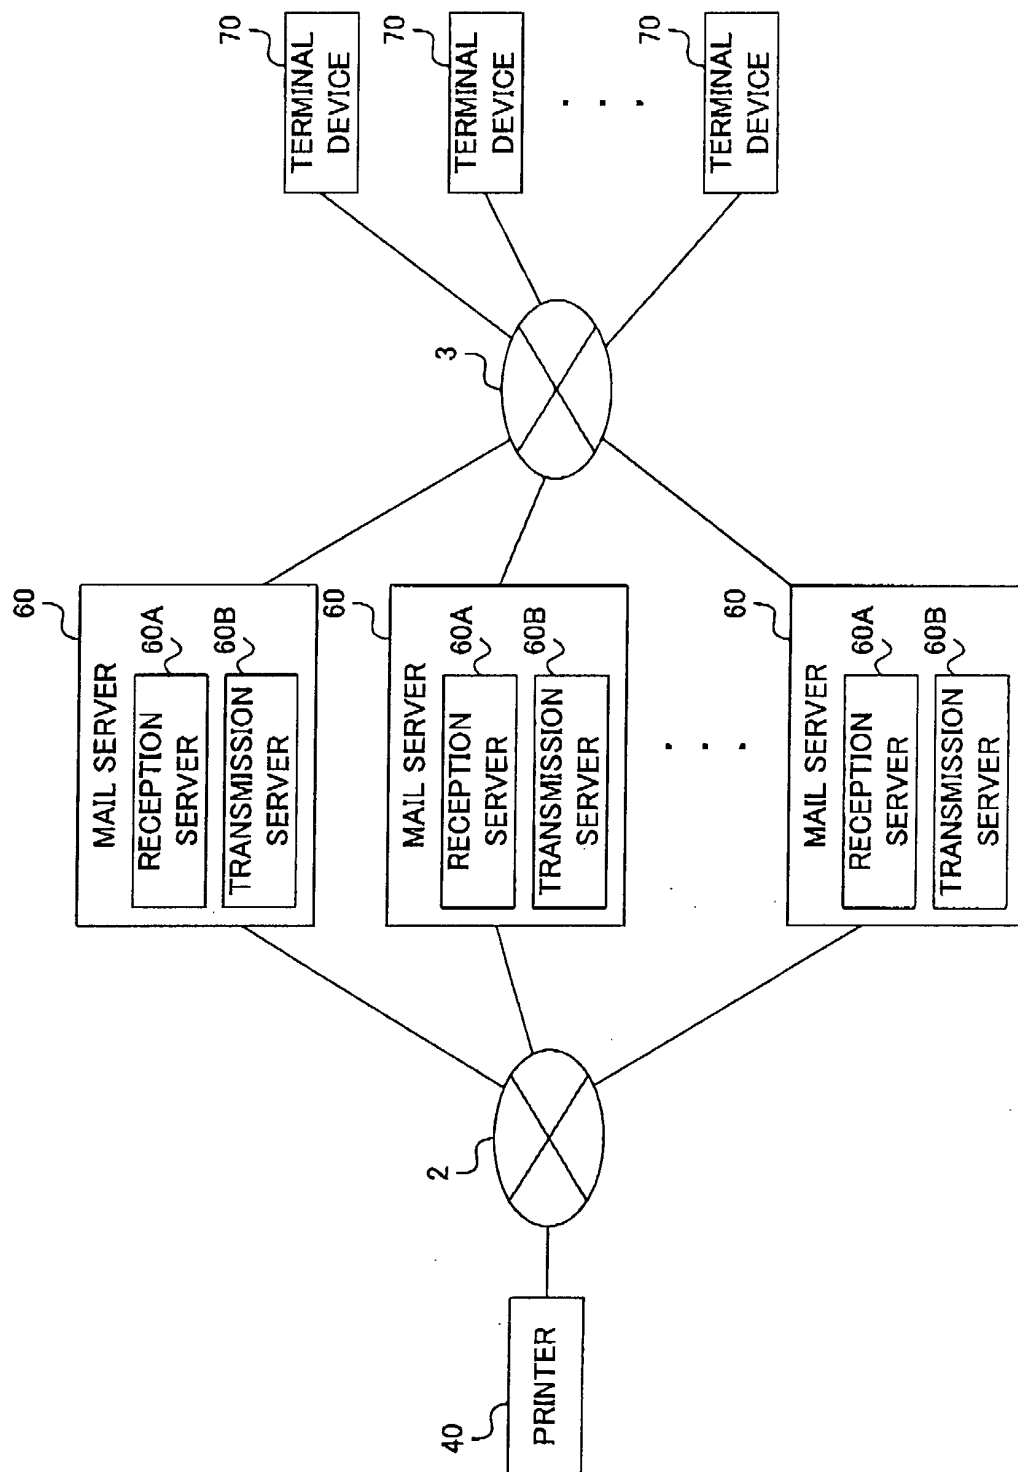 70
TERMINAL
DEVICE
70
TERMINAL
DEVICE
. . .
70
TERMINAL
DEVICE
3
60
MAIL SERVER
60A
RECEPTION
SERVER
60B
TRANSMISSION
SERVER
60
MAIL SERVER
60A
RECEPTION
SERVER
60B
TRANSMISSION
SERVER
. . .
60
MAIL SERVER
60A
RECEPTION
SERVER
60B
TRANSMISSION
SERVER
2
40
PRINTER